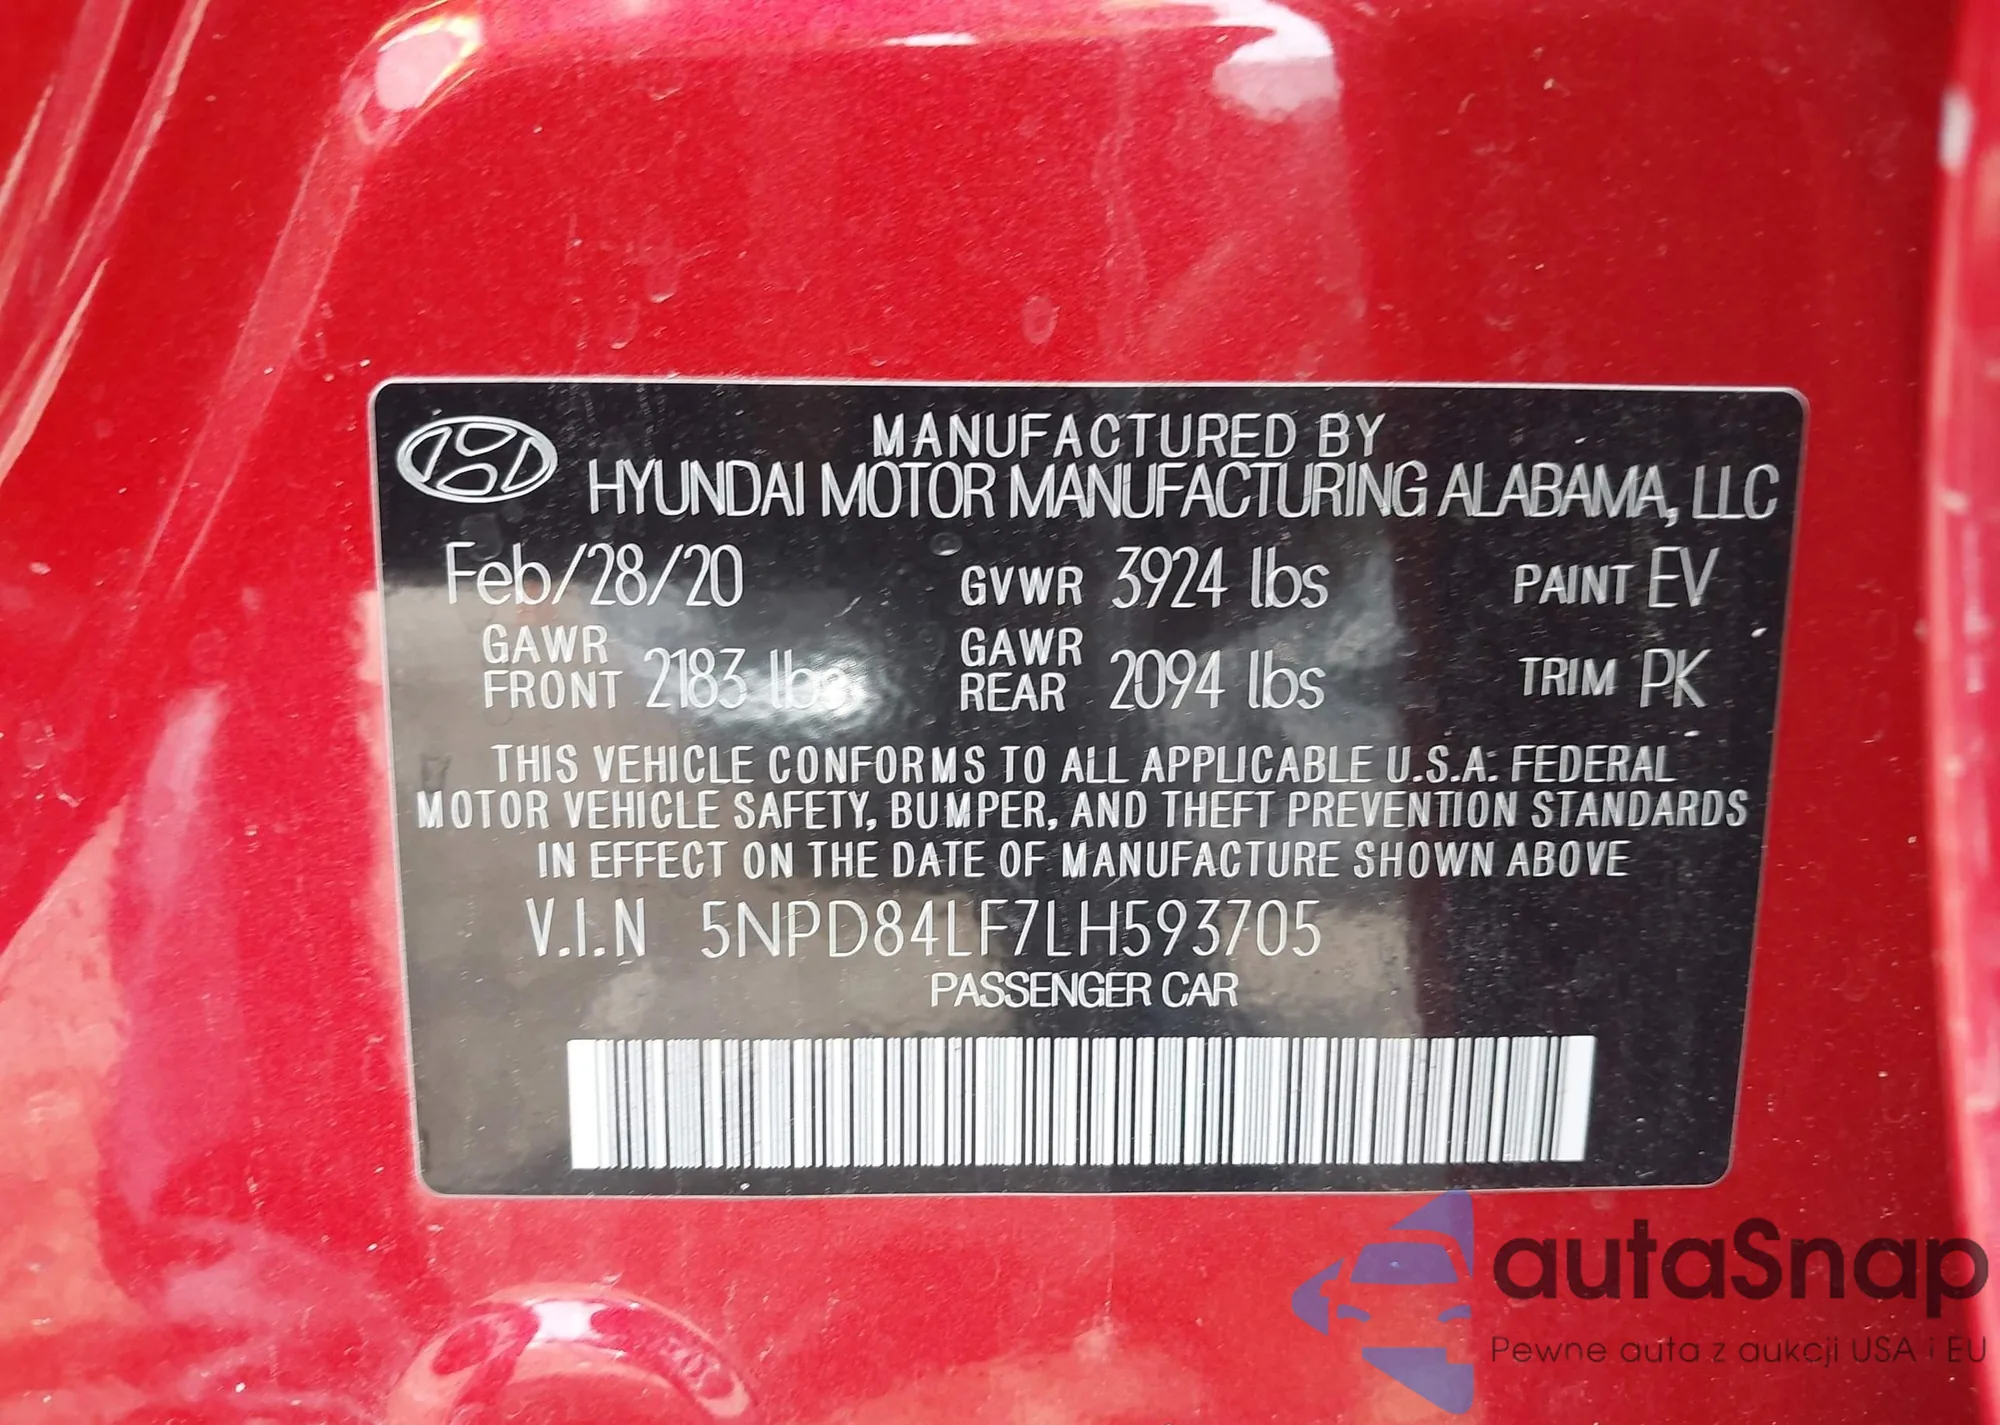 MANUFACTURED BY
HYUNDAI MOTOR MANUFACTURING ALABAMA, LLC
Feb/28/20 GVWR 3924 lbs PAINT EV
GAWR FRONT 2183 lbs GAWR REAR 2094 lbs TRIM PK
THIS VEHICLE CONFORMS TO ALL APPLICABLE U.S.A. FEDERAL
MOTOR VEHICLE SAFETY, BUMPER, AND THEFT PREVENTION STANDARDS
IN EFFECT ON THE DATE OF MANUFACTURE SHOWN ABOVE
V.I.N 5NPD84LF7LH593705
PASSENGER CAR
autaSnap
Pewne auta z aukcji USA i EU